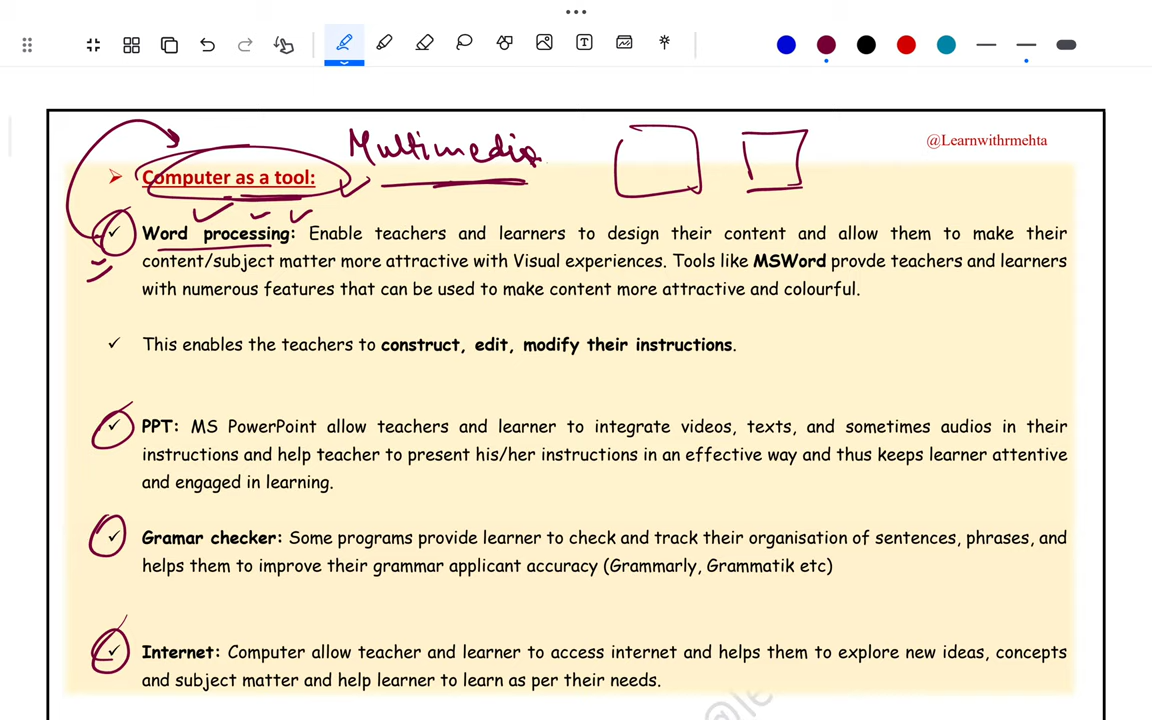 @Learnwithrmehta
Multimedia
Computer as a tool:
Word processing: Enable teachers and learners to design their content and allow them to make their
content/subject matter more attractive with Visual experiences. Tools like MSWord provde teachers and learners
with numerous features that can be used to make content more attractive and colourful.
This enables the teachers to construct, edit, modify their instructions.
PPT: MS PowerPoint allow teachers and learner to integrate videos, texts, and sometimes audios in their
instructions and help teacher to present his/her instructions in an effective way and thus keeps learner attentive
and engaged in learning.
Gramar checker: Some programs provide learner to check and track their organisation of sentences, phrases, and
helps them to improve their grammar applicant accuracy (Grammarly, Grammatik etc)
Internet: Computer allow teacher and learner to access internet and helps them to explore new ideas, concepts
and subject matter and help learner to learn as per their needs.